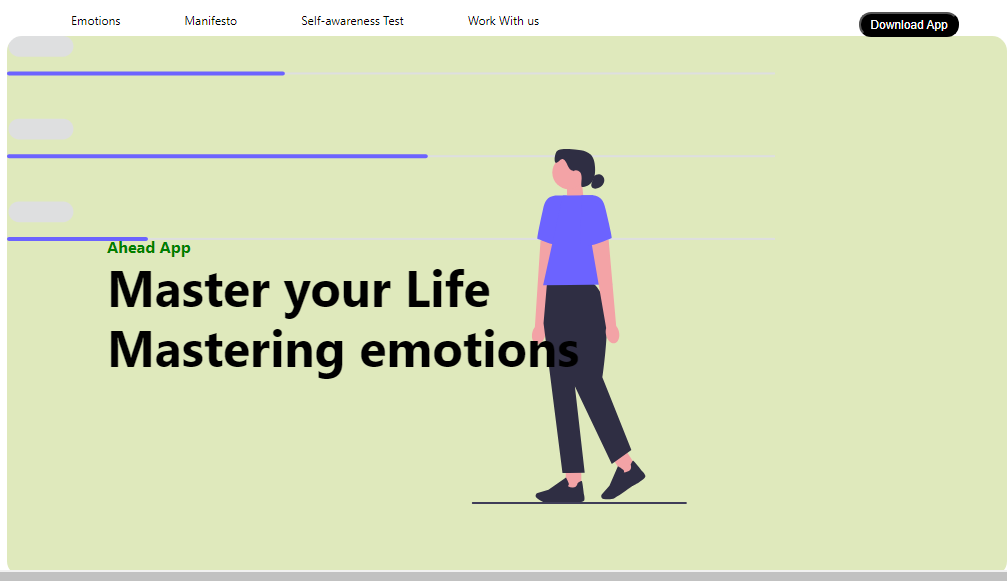 Emotions Manifesto Self-awareness Test Work With us Download App
Ahead App
Master your Life
Mastering emotions